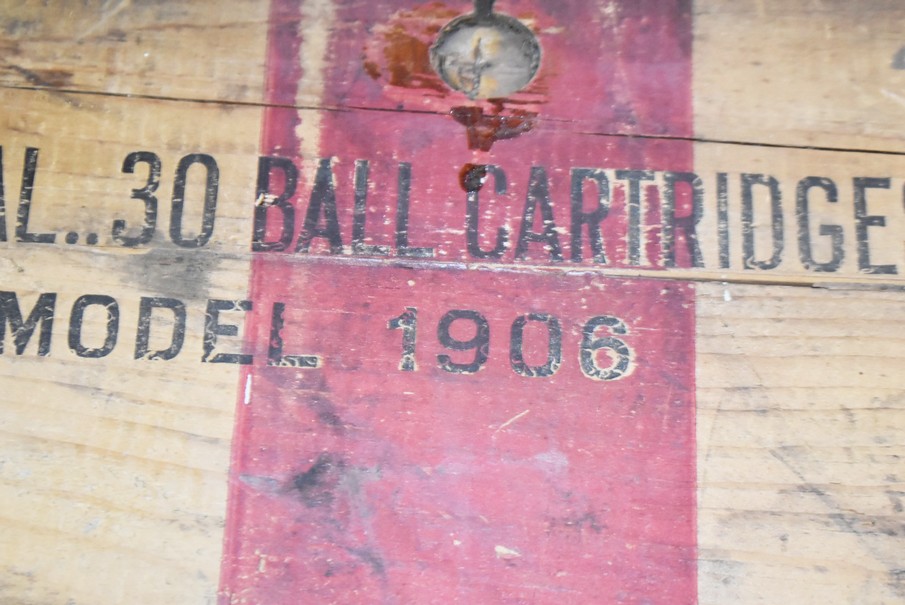 AL..30 BALL CARTRIDGES
MODEL 1906